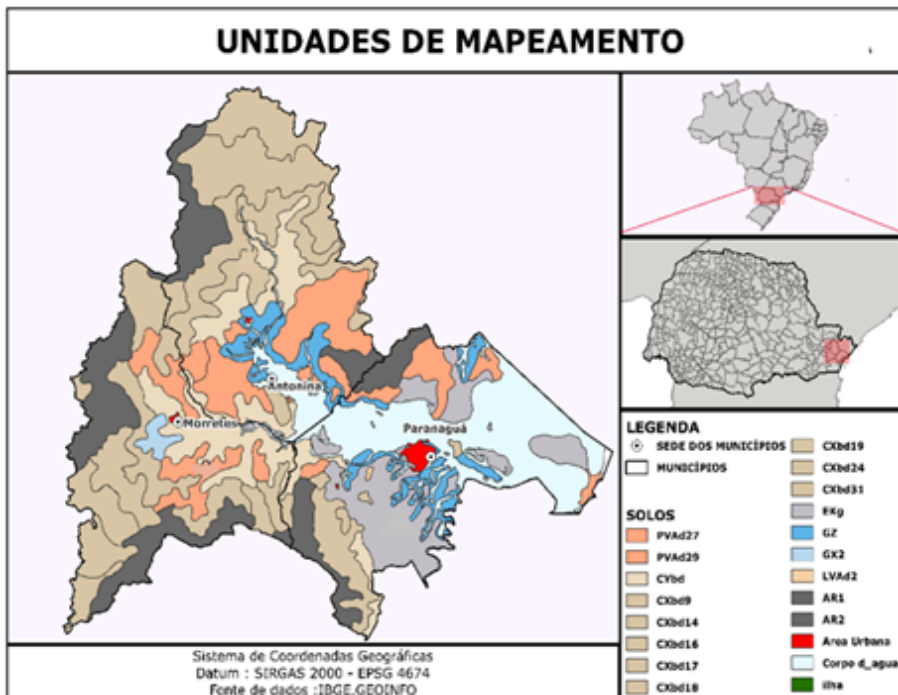 UNIDADES DE MAPEAMENTO
Antonina
Morretes
Paranaguá
LEGENDA
SEDE DOS MUNICÍPIOS
MUNICÍPIOS
SOLOS
PVAd27
PVAd29
CYbd
CXbd9
CXbd14
CXbd16
CXbd17
CXbd18
CXbd19
CXbd24
CXbd31
EKg
GZ
GX2
LVAd2
AR1
AR2
Area Urbana
Corpo d_agua
ilha
Sistema de Coordenadas Geográficas
Datum : SIRGAS 2000 - EPSG 4674
Fonte de dados :IBGE.GEOINFO